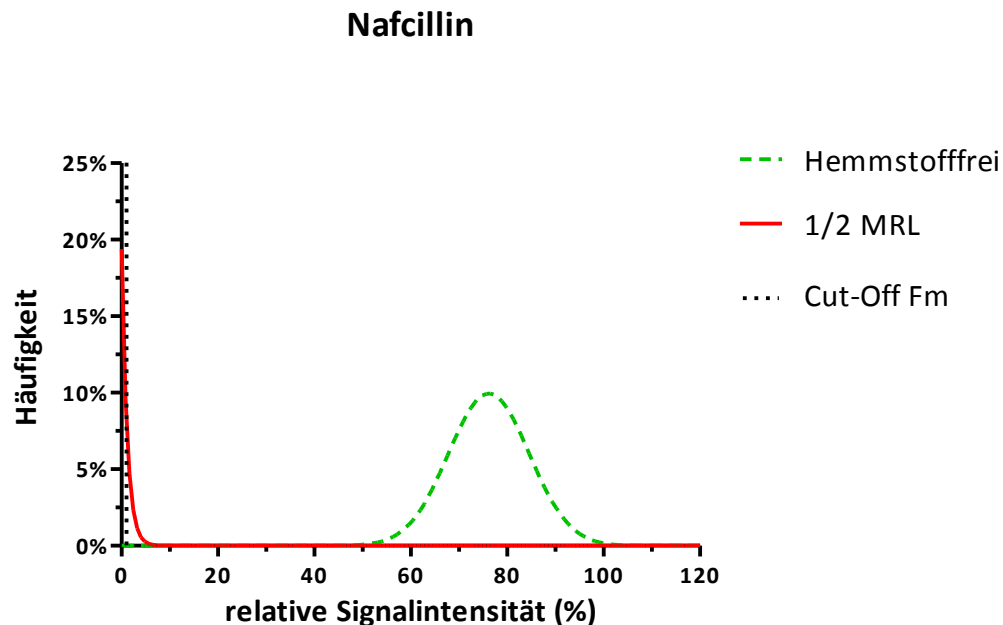 Nafcillin
25%
20%
15%
10%
5%
0%
Häufigkeit
0 20 40 60 80 100 120
relative Signalintensität (%)
Hemmstofffrei
1/2 MRL
Cut-Off Fm